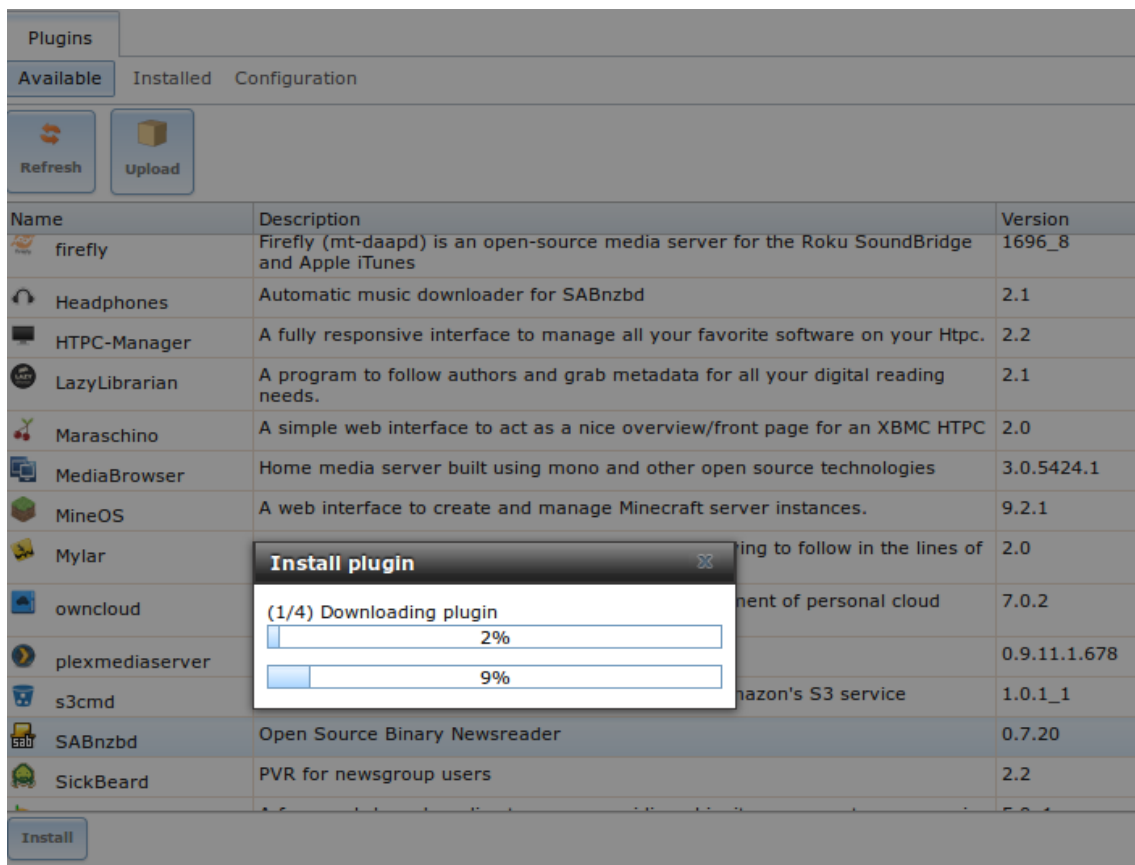 Plugins
Available Installed Configuration
Refresh Upload
Name Description Version
firefly Firefly (mt-daapd) is an open-source media server for the Roku SoundBridge 1696_8
and Apple iTunes
Headphones Automatic music downloader for SABnzbd 2.1
HTPC-Manager A fully responsive interface to manage all your favorite software on your Htpc. 2.2
LazyLibrarian A program to follow authors and grab metadata for all your digital reading 2.1
needs.
Maraschino A simple web interface to act as a nice overview/front page for an XBMC HTPC 2.0
MediaBrowser Home media server built using mono and other open source technologies 3.0.5424.1
MineOS A web interface to create and manage Minecraft server instances. 9.2.1
Mylar to follow in the lines of 2.0
Install plugin
owncloud of personal cloud 7.0.2
(1/4) Downloading plugin
2%
plexmediaserver 0.9.11.1.678
9%
s3cmd S3 service 1.0.1_1
sab SABnzbd Open Source Binary Newsreader 0.7.20
SickBeard PVR for newsgroup users 2.2
Install